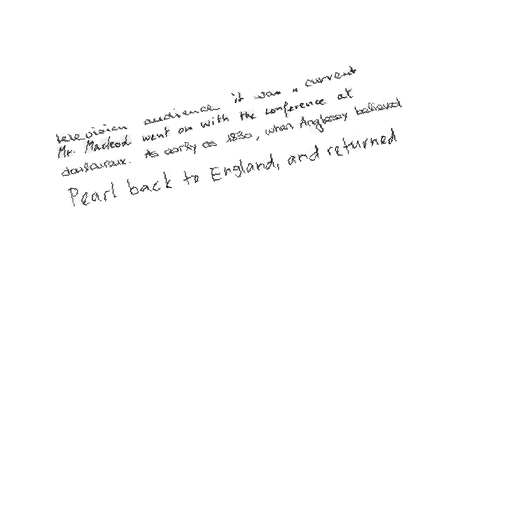 television audience it was a current
Mr. Macleod went on with the conference at
As early as 1830, when Anglesey believed
Pearl back to England, and returned